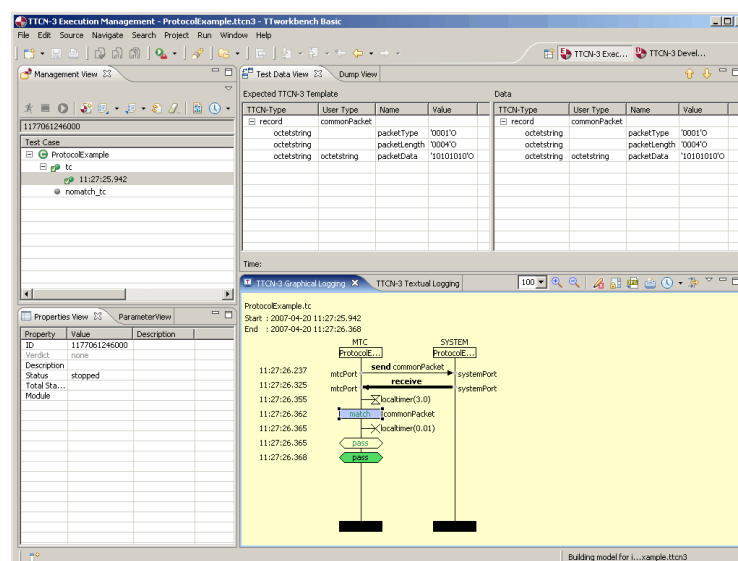 TTCN-3 Execution Management - ProtocolExample.ttcn3 - TTworkbench Basic
File Edit Source Navigate Search Project Run Window Help
TTCN-3 Exec... TTCN-3 Devel...
Management View
1177061246000
Test Case
ProtocolExample
tc
11:27:25.942
nomatch_tc
Test Data View Dump View
Expected TTCN-3 Template Data
TTCN-Type User Type Name Value TTCN-Type User Type Name Value
record commonPacket record commonPacket
octetstring packetType '0001'O octetstring packetType '0001'O
octetstring packetLength '0004'O octetstring packetLength '0004'O
octetstring octetstring packetData '10101010'O octetstring octetstring packetData '10101010'O
Time:
Properties View ParameterView
Property Value Description
ID 1177061246000
Verdict none
Description
Status stopped
Total Sta...
Module
TTCN-3 Graphical Logging TTCN-3 Textual Logging 100
ProtocolExample.tc
Start : 2007-04-20 11:27:25.942
End : 2007-04-20 11:27:26.368
MTC SYSTEM
ProtocolE... ProtocolE...
11:27:26.237 mtcPort send commonPacket systemPort
11:27:26.325 mtcPort receive systemPort
11:27:26.355 localtimer(3.0)
11:27:26.362 match commonPacket
11:27:26.365 localtimer(0.01)
11:27:26.365 pass
11:27:26.368 pass
Building model for i...xample.ttcn3